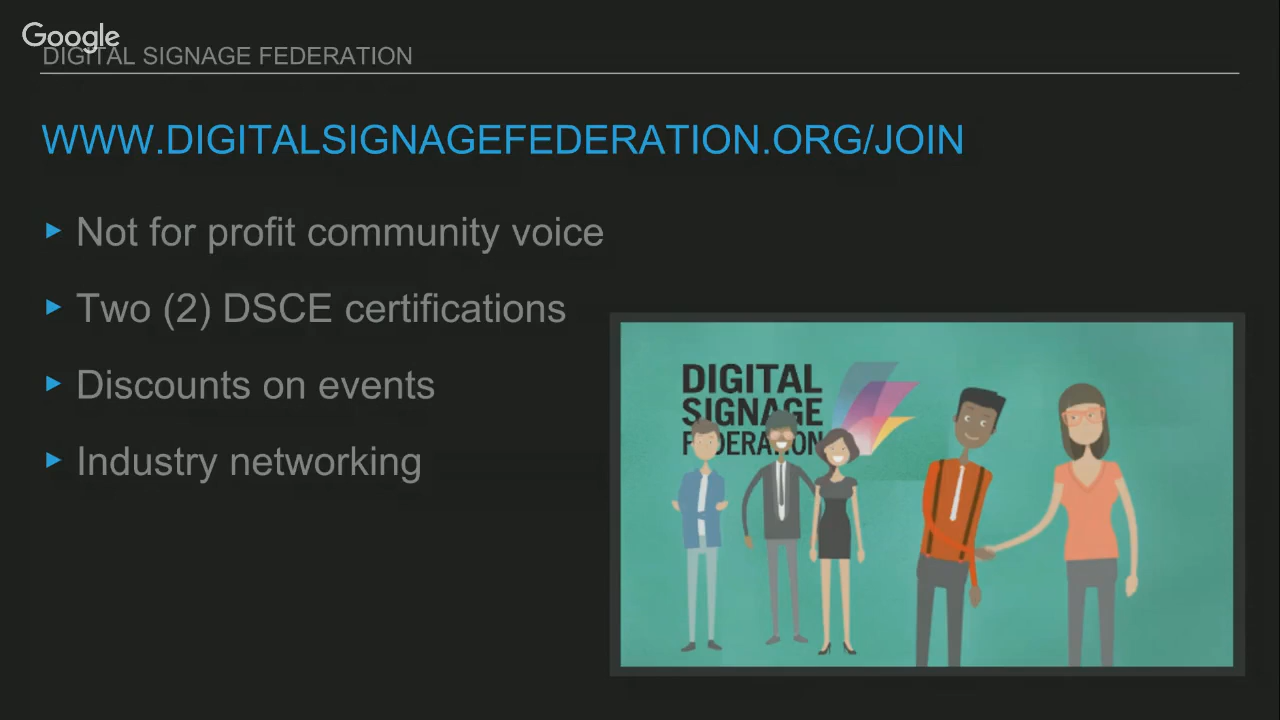 Google
DIGITAL SIGNAGE FEDERATION
WWW.DIGITALSIGNAGEFEDERATION.ORG/JOIN
Not for profit community voice
Two (2) DSCE certifications
Discounts on events
Industry networking
DIGITAL
SIGNAGE
FEDERATION